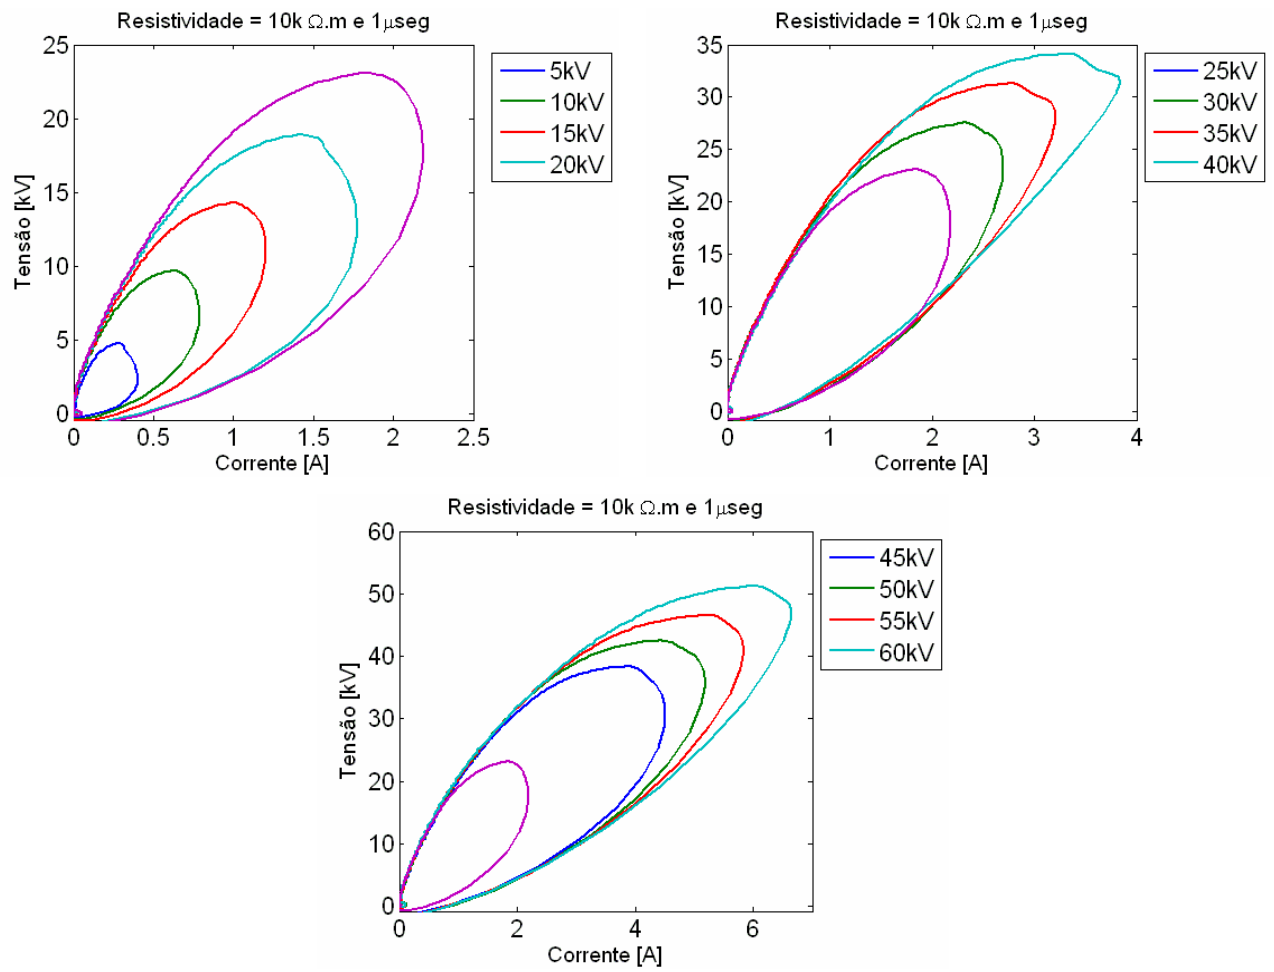 Resistividade = 10k Ω.m e 1μseg
25
20
15
10
5
0
Tensão [kV]
0 0.5 1 1.5 2 2.5
Corrente [A]
5kV
10kV
15kV
20kV
Resistividade = 10k Ω.m e 1μseg
35
30
25
20
15
10
5
0
Tensão [kV]
0 1 2 3 4
Corrente [A]
25kV
30kV
35kV
40kV
Resistividade = 10k Ω.m e 1μseg
60
50
40
30
20
10
0
Tensão [kV]
0 2 4 6
Corrente [A]
45kV
50kV
55kV
60kV